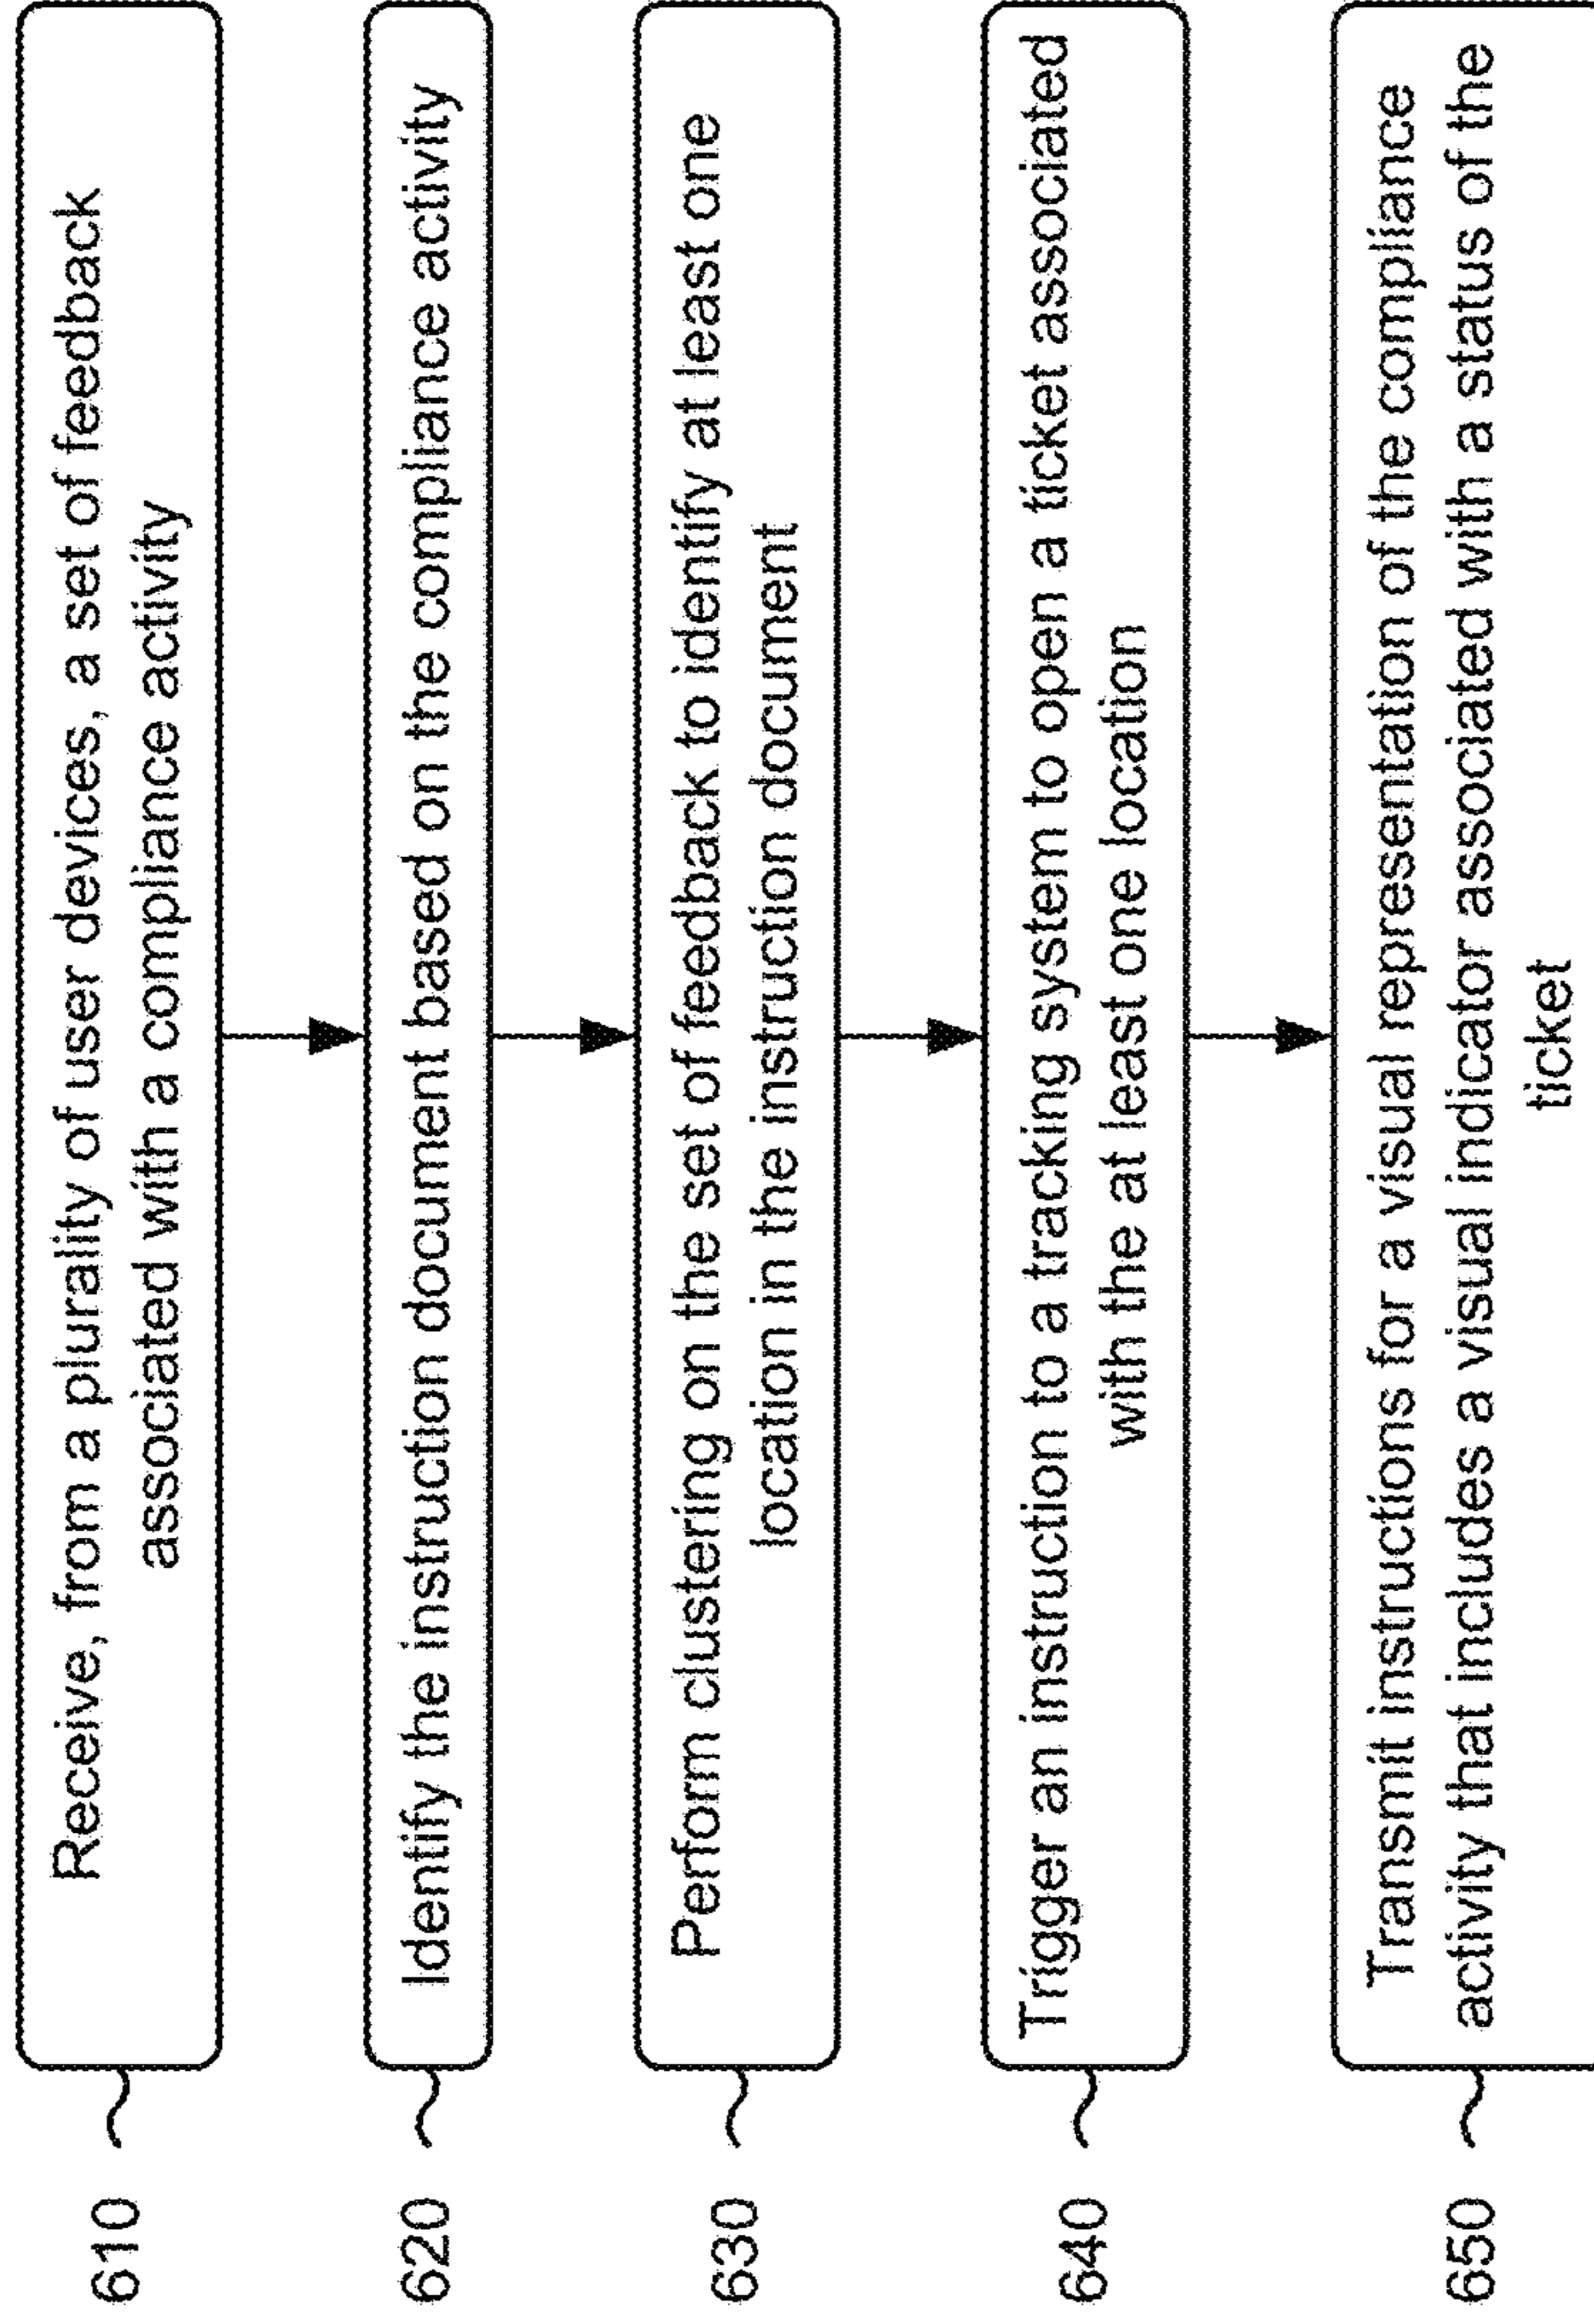 610
Receive, from a plurality of user devices, a set of feedback
associated with a compliance activity
620
Identify the instruction document based on the compliance activity
630
Perform clustering on the set of feedback to identify at least one
location in the instruction document
640
Trigger an instruction to a tracking system to open a ticket associated
with the at least one location
650
Transmit instructions for a visual representation of the compliance
activity that includes a visual indicator associated with a status of the
ticket